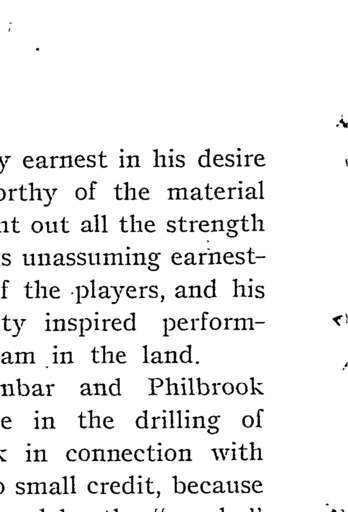 y earnest in his desire
orthy of the material
nt out all the strength
s unassuming earnest-
f the players, and his
ty inspired perform-
am in the land.
nbar and Philbrook
e in the drilling of
k in connection with
o small credit, because